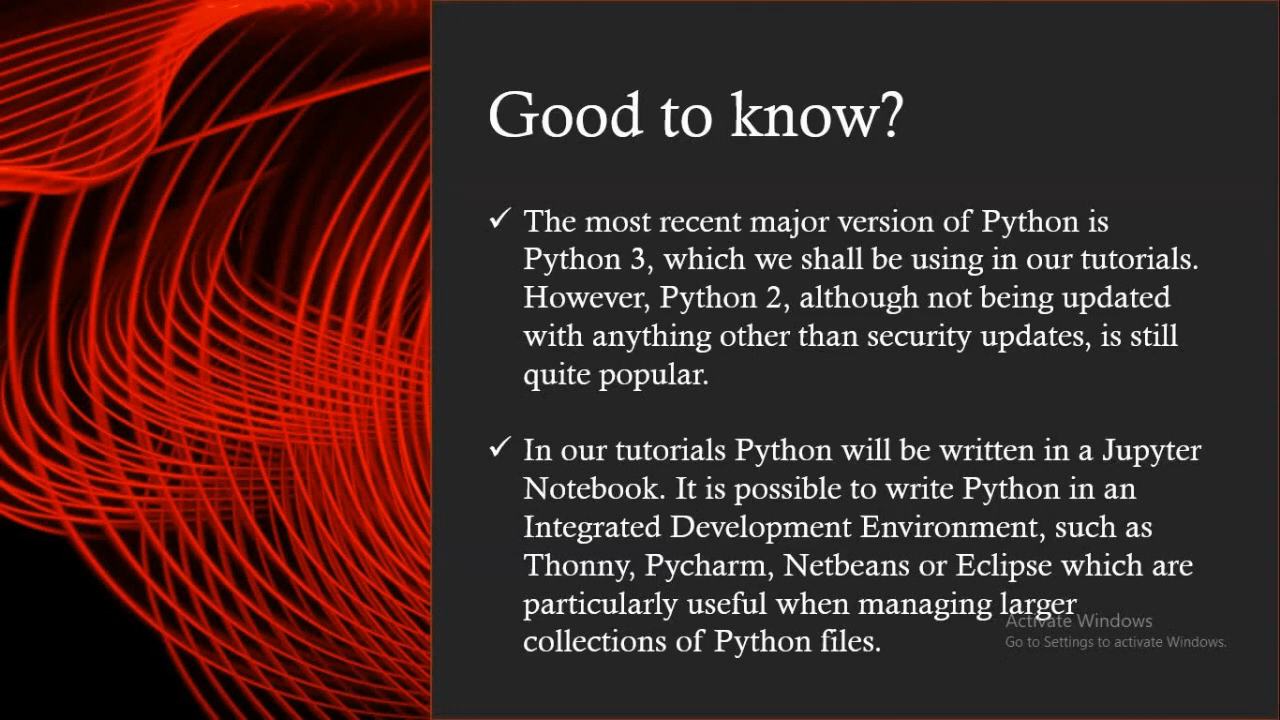 Good to know?
✓ The most recent major version of Python is
Python 3, which we shall be using in our tutorials.
However, Python 2, although not being updated
with anything other than security updates, is still
quite popular.
✓ In our tutorials Python will be written in a Jupyter
Notebook. It is possible to write Python in an
Integrated Development Environment, such as
Thonny, Pycharm, Netbeans or Eclipse which are
particularly useful when managing larger
collections of Python files.
Activate Windows
Go to Settings to activate Windows.